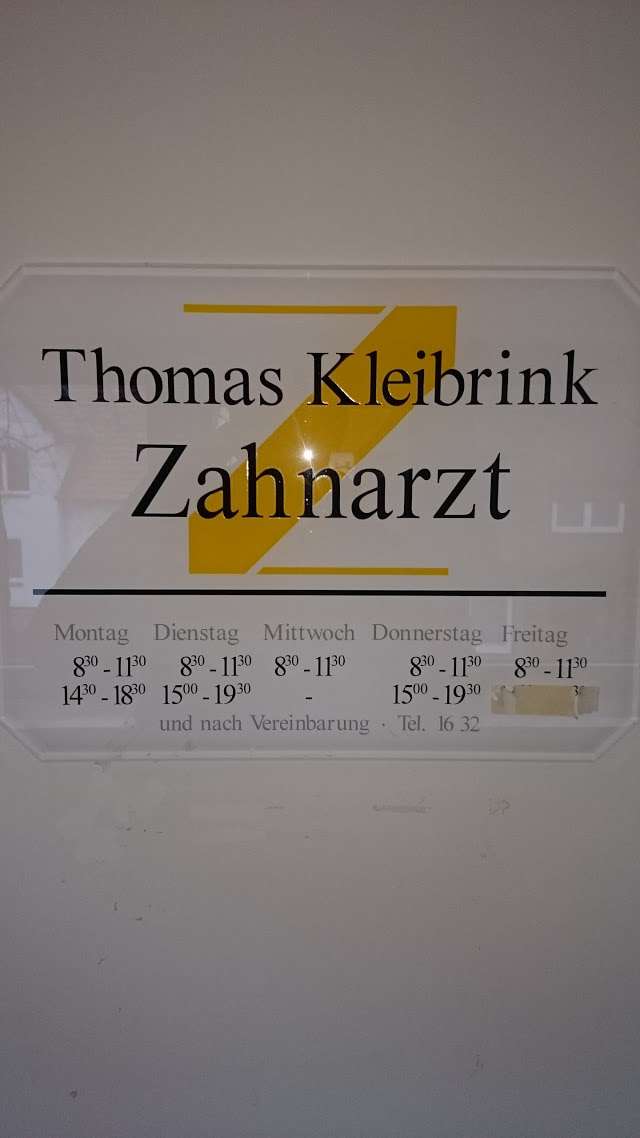 Thomas Kleibrink
Zahnarzt
Montag Dienstag Mittwoch Donnerstag Freitag
8³⁰ - 11³⁰ 8³⁰ - 11³⁰ 8³⁰ - 11³⁰ 8³⁰ - 11³⁰ 8³⁰ - 11³⁰
14³⁰ - 18³⁰ 15⁰⁰ - 19³⁰ - 15⁰⁰ - 19³⁰
und nach Vereinbarung · Tel. 16 32